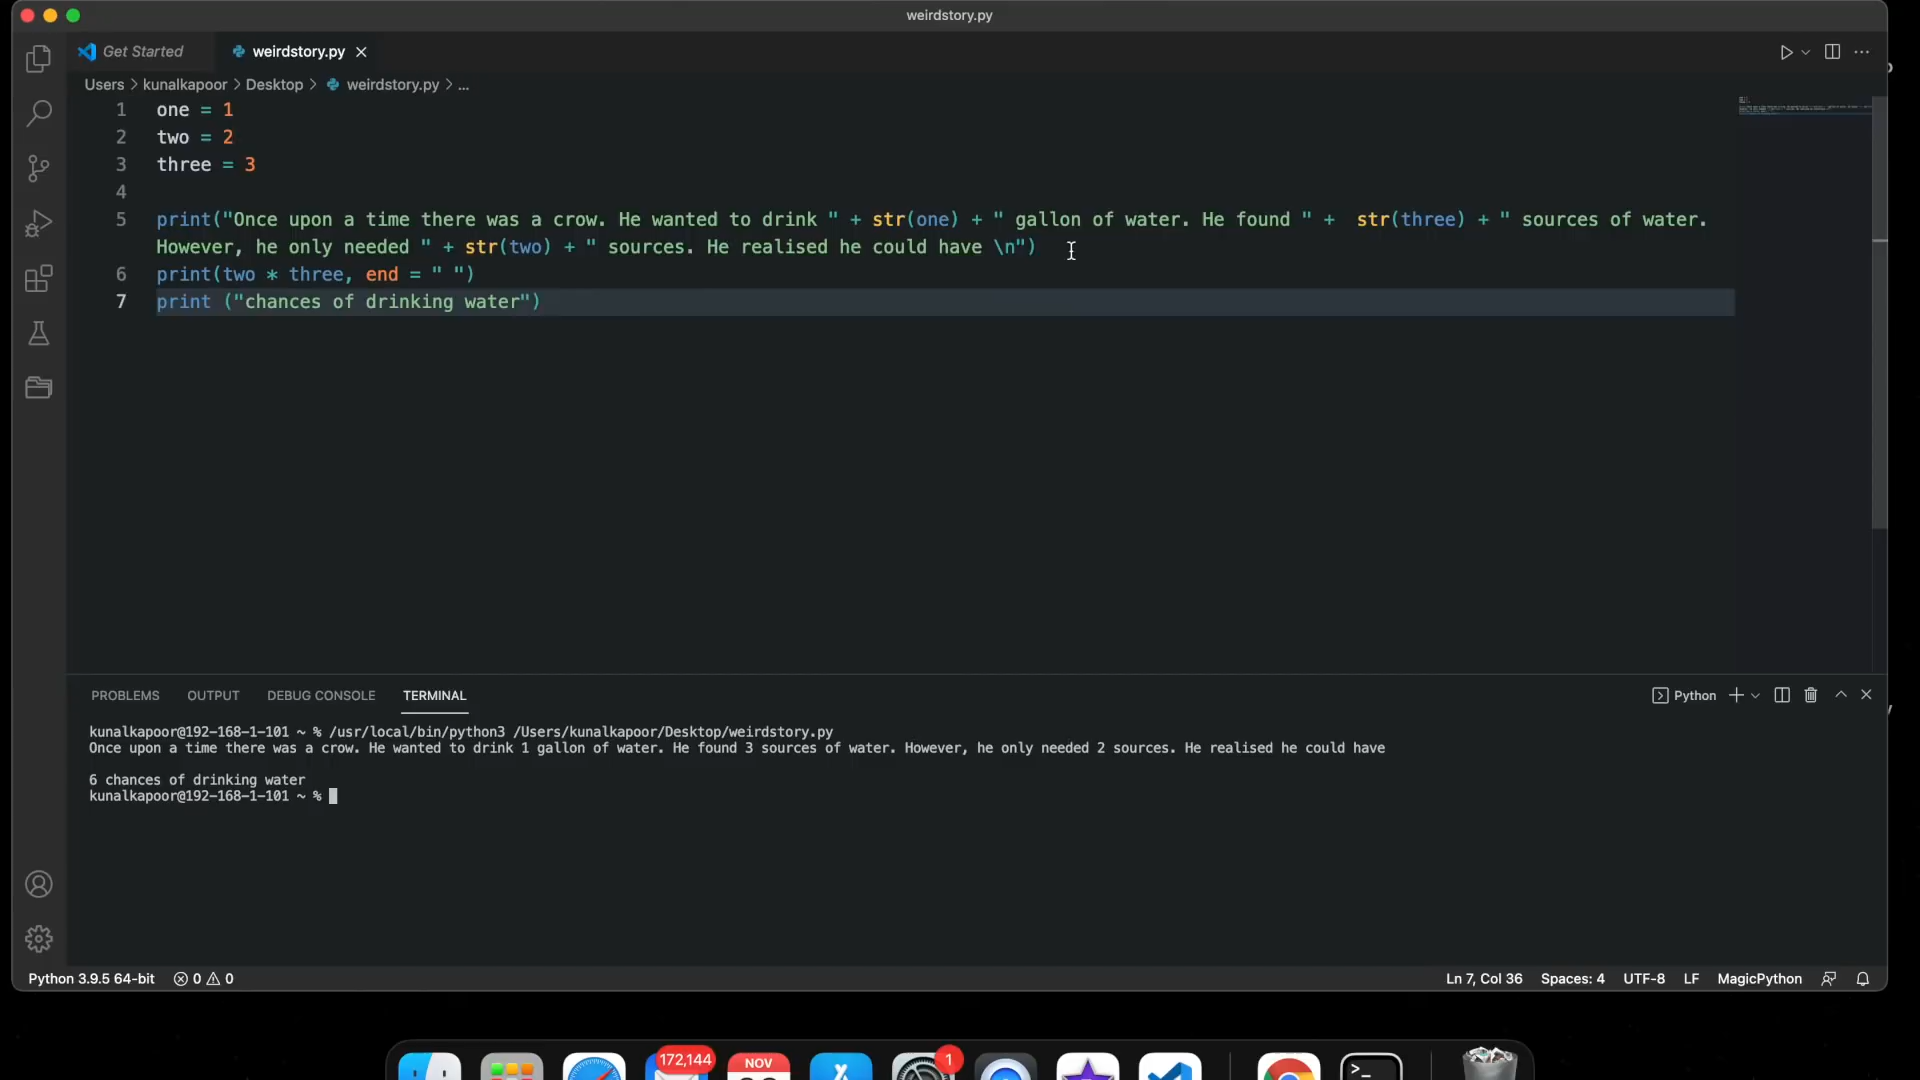 weirdstory.py
Get Started
weirdstory.py
Users > kunalkapoor > Desktop > weirdstory.py > ...
1 one = 1
2 two = 2
3 three = 3
4
5 print("Once upon a time there was a crow. He wanted to drink " + str(one) + " gallon of water. He found " +  str(three) + " sources of water.
However, he only needed " + str(two) + " sources. He realised he could have \n")
6 print(two * three, end = " ")
7 print ("chances of drinking water")
PROBLEMS OUTPUT DEBUG CONSOLE TERMINAL Python
kunalkapoor@192-168-1-101 ~ % /usr/local/bin/python3 /Users/kunalkapoor/Desktop/weirdstory.py
Once upon a time there was a crow. He wanted to drink 1 gallon of water. He found 3 sources of water. However, he only needed 2 sources. He realised he could have
6 chances of drinking water
kunalkapoor@192-168-1-101 ~ %
Python 3.9.5 64-bit 0 0 Ln 7, Col 36 Spaces: 4 UTF-8 LF MagicPython
172,144 NOV 1